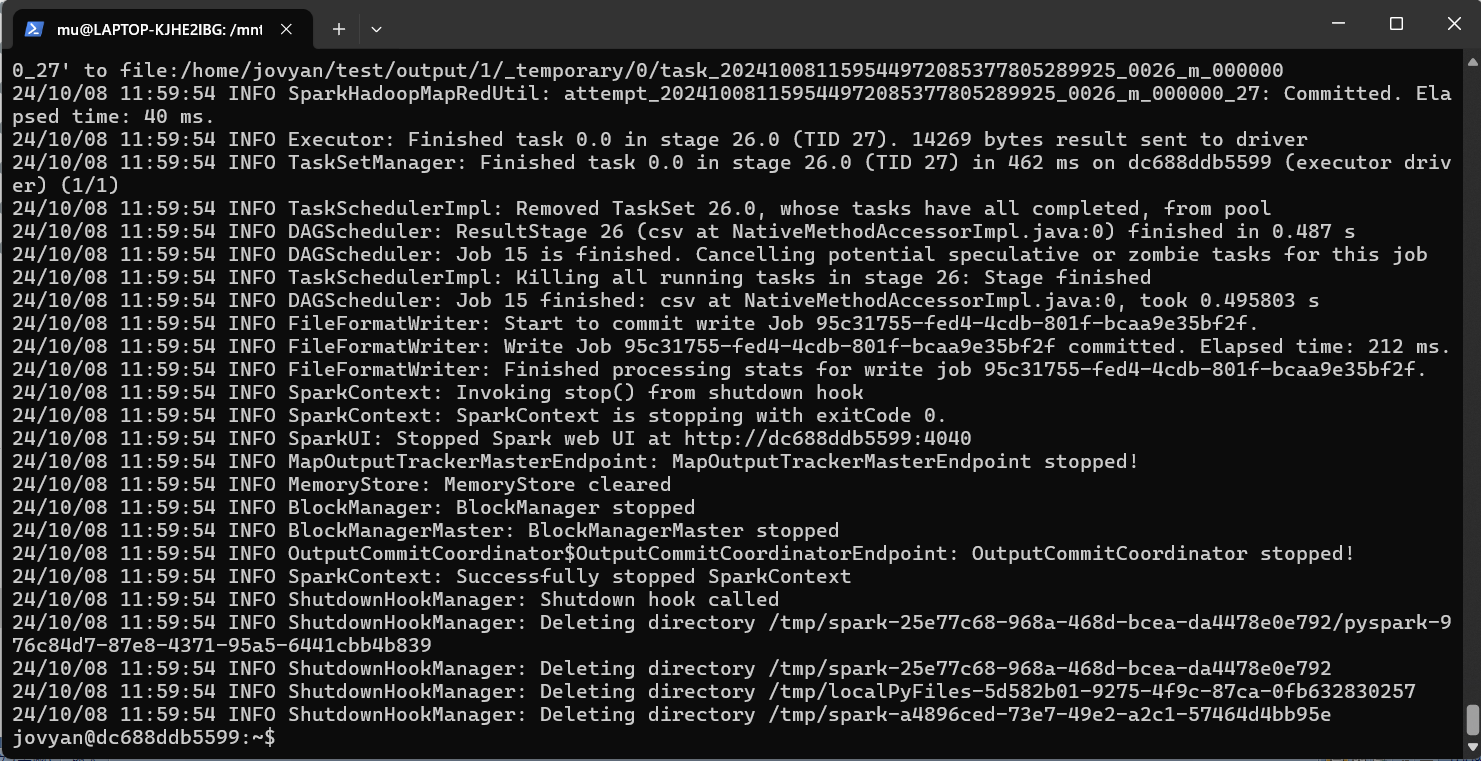 mu@LAPTOP-KJHE2IBG: /mnt
0_27' to file:/home/jovyan/test/output/1/_temporary/0/task_202410081159544972085377805289925_0026_m_000000
24/10/08 11:59:54 INFO SparkHadoopMapRedUtil: attempt_202410081159544972085377805289925_0026_m_000000_27: Committed. Ela
psed time: 40 ms.
24/10/08 11:59:54 INFO Executor: Finished task 0.0 in stage 26.0 (TID 27). 14269 bytes result sent to driver
24/10/08 11:59:54 INFO TaskSetManager: Finished task 0.0 in stage 26.0 (TID 27) in 462 ms on dc688ddb5599 (executor driv
er) (1/1)
24/10/08 11:59:54 INFO TaskSchedulerImpl: Removed TaskSet 26.0, whose tasks have all completed, from pool
24/10/08 11:59:54 INFO DAGScheduler: ResultStage 26 (csv at NativeMethodAccessorImpl.java:0) finished in 0.487 s
24/10/08 11:59:54 INFO DAGScheduler: Job 15 is finished. Cancelling potential speculative or zombie tasks for this job
24/10/08 11:59:54 INFO TaskSchedulerImpl: Killing all running tasks in stage 26: Stage finished
24/10/08 11:59:54 INFO DAGScheduler: Job 15 finished: csv at NativeMethodAccessorImpl.java:0, took 0.495803 s
24/10/08 11:59:54 INFO FileFormatWriter: Start to commit write Job 95c31755-fed4-4cdb-801f-bcaa9e35bf2f.
24/10/08 11:59:54 INFO FileFormatWriter: Write Job 95c31755-fed4-4cdb-801f-bcaa9e35bf2f committed. Elapsed time: 212 ms.
24/10/08 11:59:54 INFO FileFormatWriter: Finished processing stats for write job 95c31755-fed4-4cdb-801f-bcaa9e35bf2f.
24/10/08 11:59:54 INFO SparkContext: Invoking stop() from shutdown hook
24/10/08 11:59:54 INFO SparkContext: SparkContext is stopping with exitCode 0.
24/10/08 11:59:54 INFO SparkUI: Stopped Spark web UI at http://dc688ddb5599:4040
24/10/08 11:59:54 INFO MapOutputTrackerMasterEndpoint: MapOutputTrackerMasterEndpoint stopped!
24/10/08 11:59:54 INFO MemoryStore: MemoryStore cleared
24/10/08 11:59:54 INFO BlockManager: BlockManager stopped
24/10/08 11:59:54 INFO BlockManagerMaster: BlockManagerMaster stopped
24/10/08 11:59:54 INFO OutputCommitCoordinator$OutputCommitCoordinatorEndpoint: OutputCommitCoordinator stopped!
24/10/08 11:59:54 INFO SparkContext: Successfully stopped SparkContext
24/10/08 11:59:54 INFO ShutdownHookManager: Shutdown hook called
24/10/08 11:59:54 INFO ShutdownHookManager: Deleting directory /tmp/spark-25e77c68-968a-468d-bcea-da4478e0e792/pyspark-9
76c84d7-87e8-4371-95a5-6441cbb4b839
24/10/08 11:59:54 INFO ShutdownHookManager: Deleting directory /tmp/spark-25e77c68-968a-468d-bcea-da4478e0e792
24/10/08 11:59:54 INFO ShutdownHookManager: Deleting directory /tmp/localPyFiles-5d582b01-9275-4f9c-87ca-0fb632830257
24/10/08 11:59:54 INFO ShutdownHookManager: Deleting directory /tmp/spark-a4896ced-73e7-49e2-a2c1-57464d4bb95e
jovyan@dc688ddb5599:~$